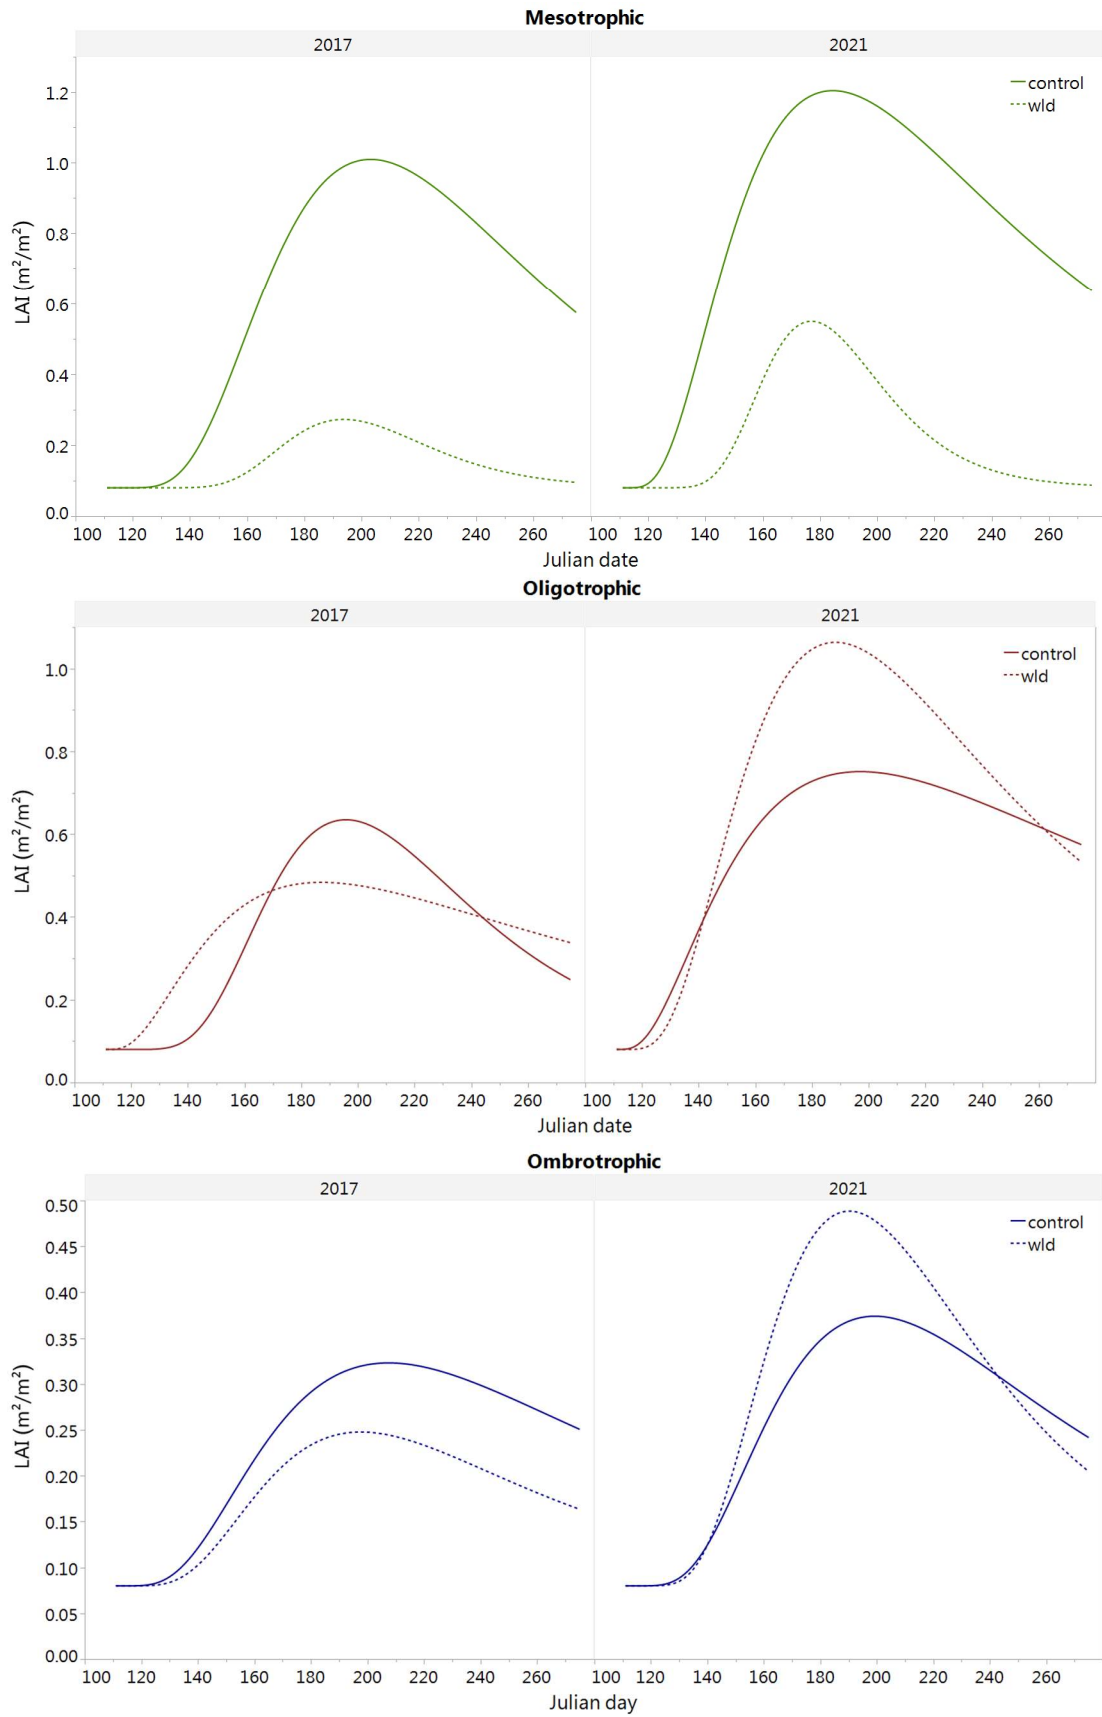 Mesotrophic
2017 2021
control
wld
1.2
1.0
0.8
0.6
0.4
0.2
0.0
LAI (m²/m²)
100 120 140 160 180 200 220 240 260 100 120 140 160 180 200 220 240 260
Julian date
Oligotrophic
2017 2021
control
wld
1.0
0.8
0.6
0.4
0.2
0.0
LAI (m²/m²)
100 120 140 160 180 200 220 240 260 100 120 140 160 180 200 220 240 260
Julian date
Ombrotrophic
2017 2021
control
wld
0.50
0.45
0.40
0.35
0.30
0.25
0.20
0.15
0.10
0.05
0.00
LAI (m²/m²)
100 120 140 160 180 200 220 240 260 100 120 140 160 180 200 220 240 260
Julian day